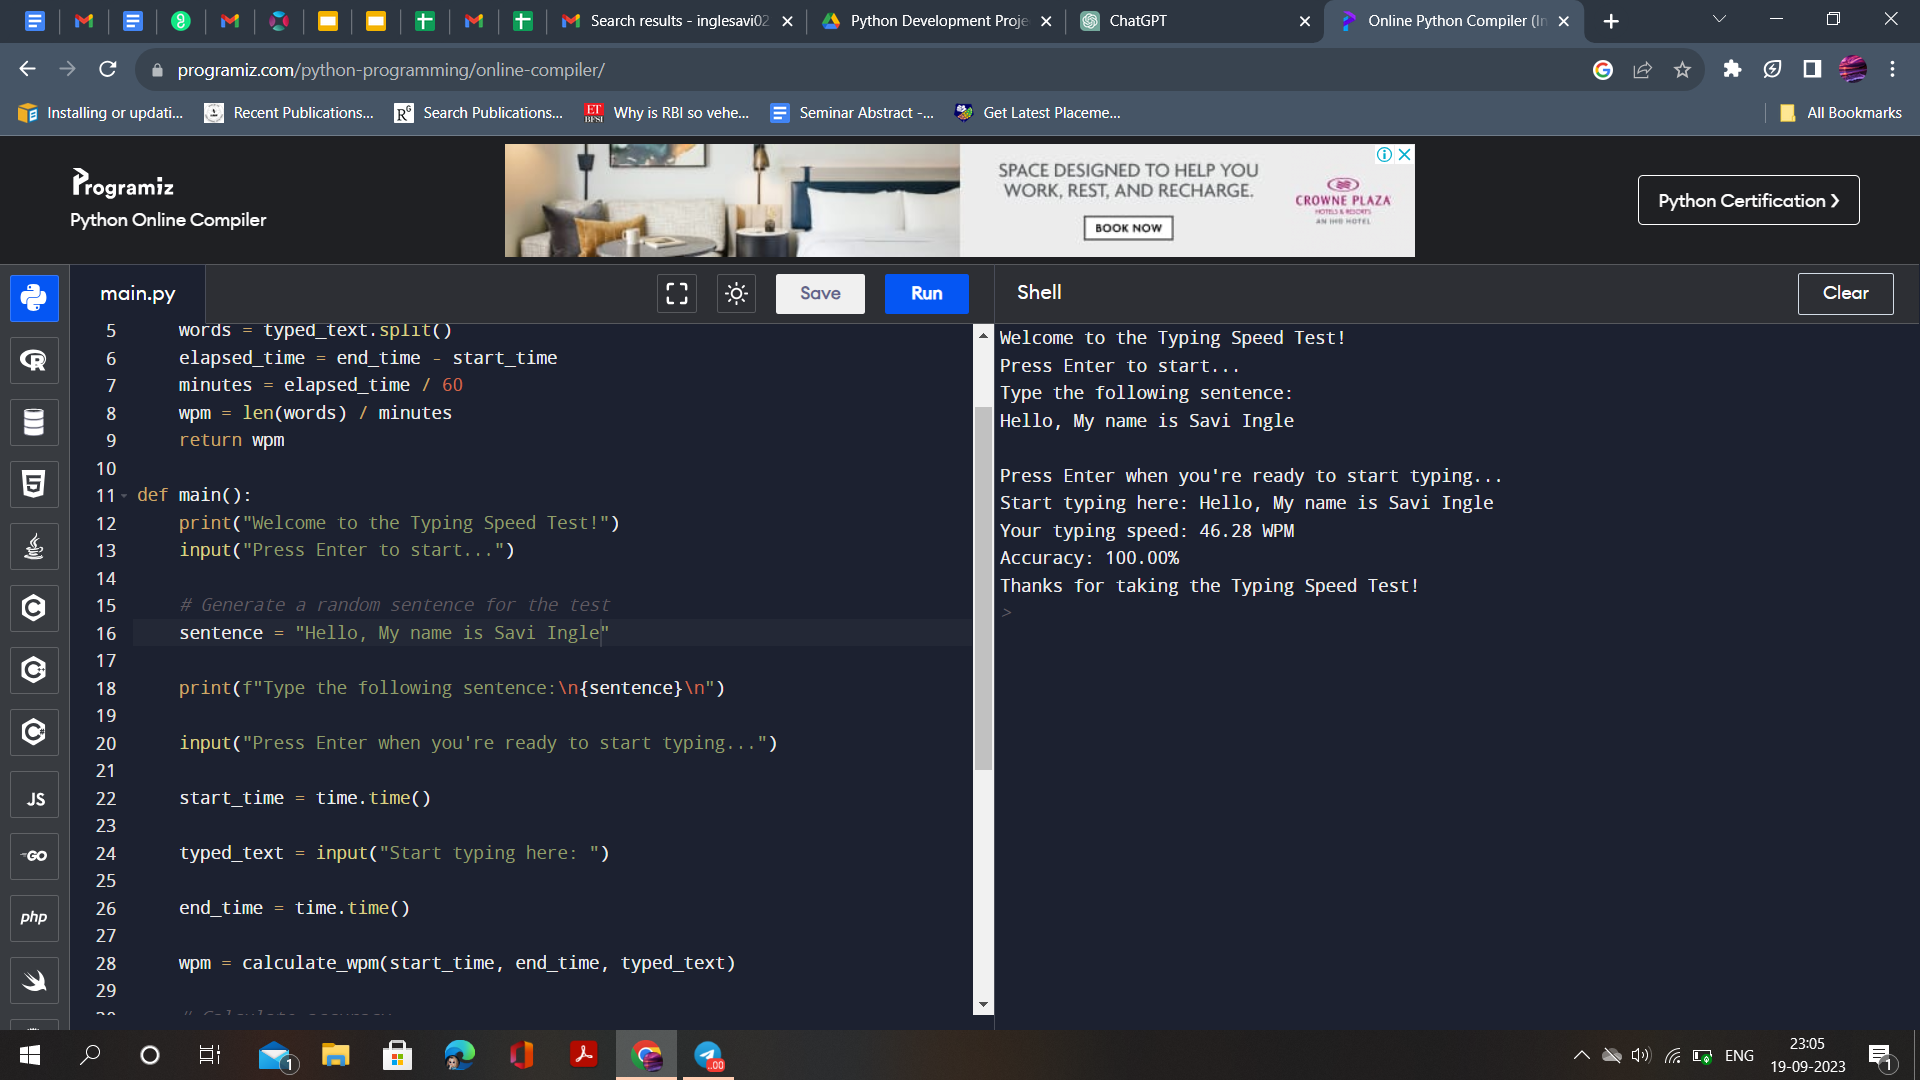 Search results - inglesavi02
Python Development Proje
ChatGPT
Online Python Compiler (In
programiz.com/python-programming/online-compiler/
Installing or updati...
Recent Publications...
Search Publications...
Why is RBI so vehe...
Seminar Abstract -...
Get Latest Placeme...
All Bookmarks
Programiz
Python Online Compiler
SPACE DESIGNED TO HELP YOU
WORK, REST, AND RECHARGE.
BOOK NOW
CROWNE PLAZA
HOTELS & RESORTS
AN IHG HOTEL
Python Certification >
main.py
Save
Run
Shell
Clear
5 words = typed_text.split()
6 elapsed_time = end_time - start_time
7 minutes = elapsed_time / 60
8 wpm = len(words) / minutes
9 return wpm
10
11 def main():
12 print("Welcome to the Typing Speed Test!")
13 input("Press Enter to start...")
14
15 # Generate a random sentence for the test
16 sentence = "Hello, My name is Savi Ingle"
17
18 print(f"Type the following sentence:\n{sentence}\n")
19
20 input("Press Enter when you're ready to start typing...")
21
22 start_time = time.time()
23
24 typed_text = input("Start typing here: ")
25
26 end_time = time.time()
27
28 wpm = calculate_wpm(start_time, end_time, typed_text)
29
Welcome to the Typing Speed Test!
Press Enter to start...
Type the following sentence:
Hello, My name is Savi Ingle
Press Enter when you're ready to start typing...
Start typing here: Hello, My name is Savi Ingle
Your typing speed: 46.28 WPM
Accuracy: 100.00%
Thanks for taking the Typing Speed Test!
>
JS
GO
php
1
ENG
23:05
19-09-2023
1